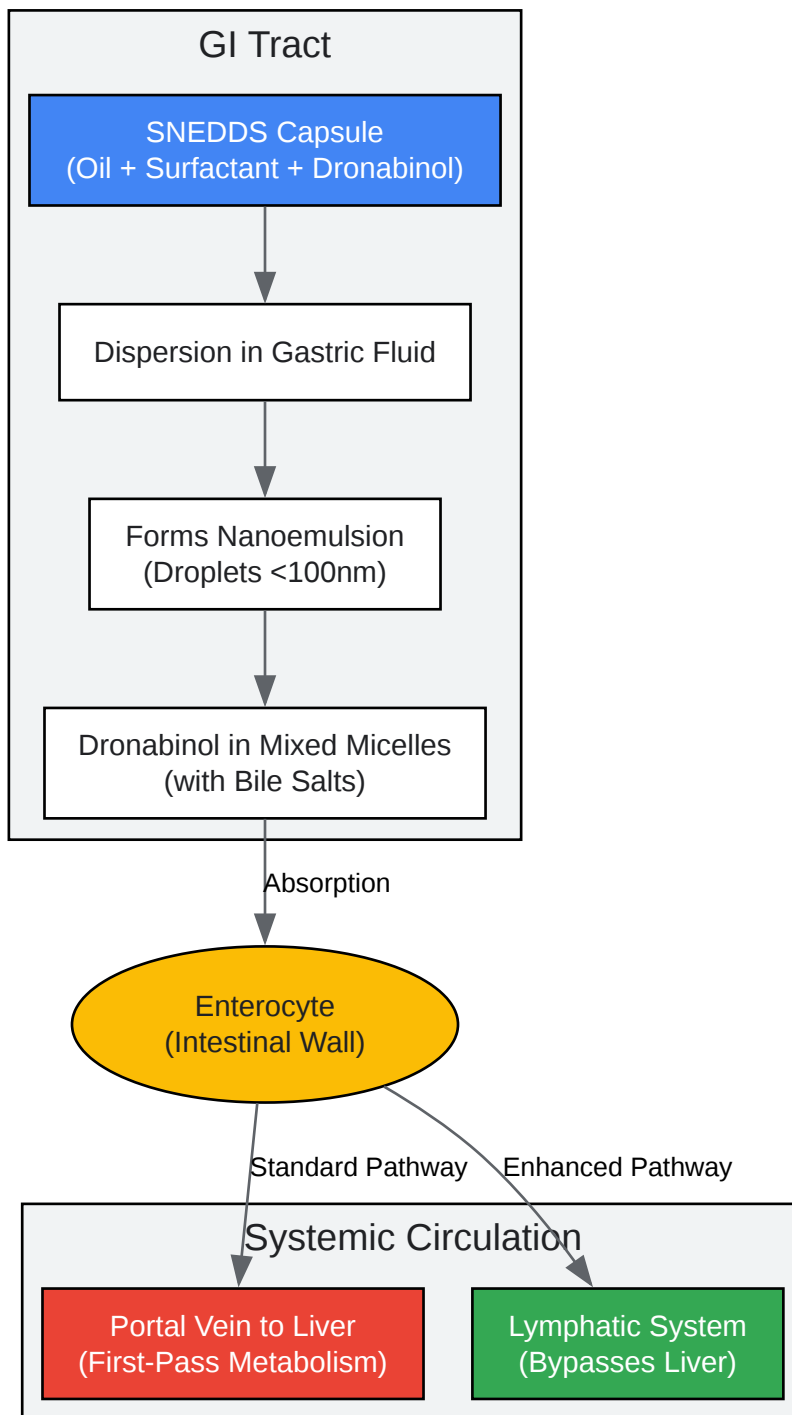 GI Tract
SNEDDS Capsule
(Oil + Surfactant + Dronabinol)
Dispersion in Gastric Fluid
Forms Nanoemulsion
(Droplets <100nm)
Dronabinol in Mixed Micelles
(with Bile Salts)
Absorption
Enterocyte
(Intestinal Wall)
Standard Pathway
Enhanced Pathway
Systemic Circulation
Portal Vein to Liver
(First-Pass Metabolism)
Lymphatic System
(Bypasses Liver)